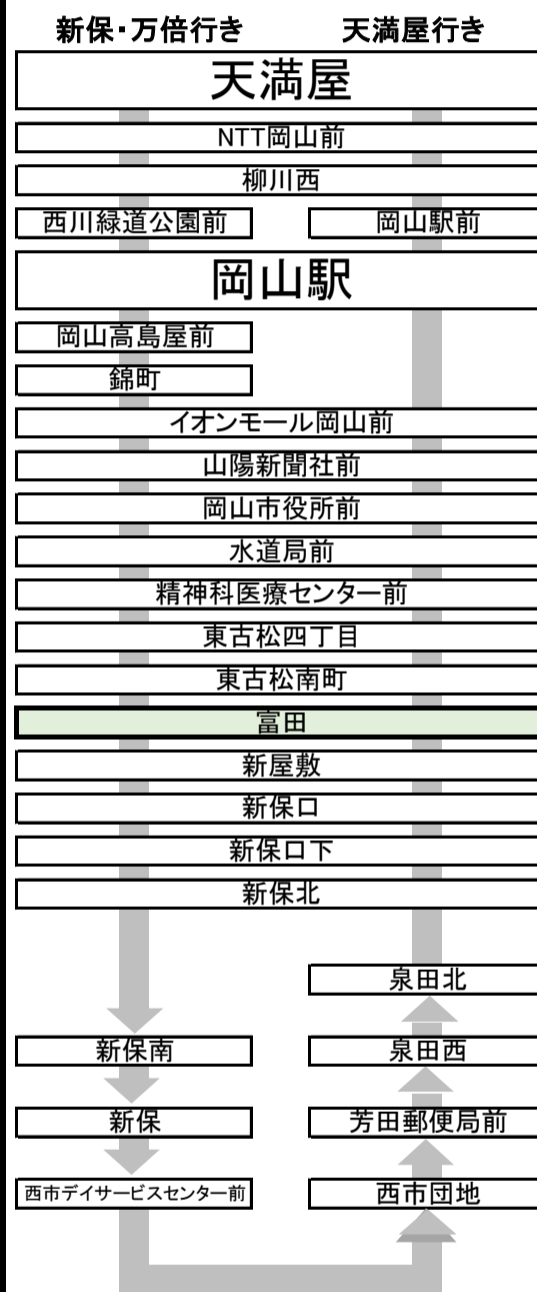 新保・万倍行き 天満屋行き
天満屋
NTT岡山前
柳川西
西川緑道公園前 岡山駅前
岡山駅
岡山高島屋前
錦町
イオンモール岡山前
山陽新聞社前
岡山市役所前
水道局前
精神科医療センター前
東古松四丁目
東古松南町
富田
新屋敷
新保口
新保口下
新保北
泉田北
新保南 泉田西
新保 芳田郵便局前
西市デイサービスセンター前 西市団地